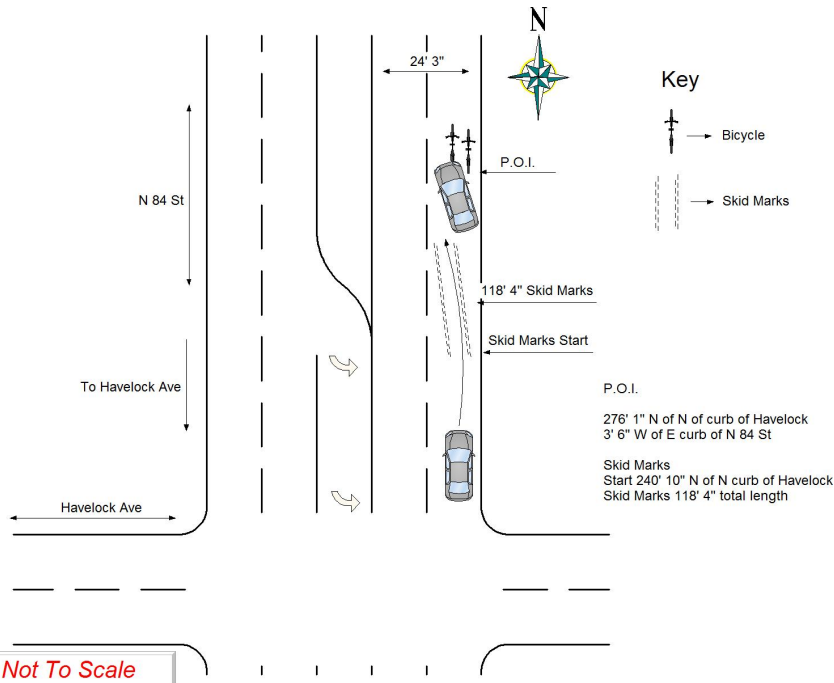 N
24' 3"
Key
Bicycle
P.O.I.
N 84 St
Skid Marks
118' 4" Skid Marks
Skid Marks Start
To Havelock Ave
P.O.I.
276' 1" N of N of curb of Havelock
3' 6" W of E curb of N 84 St
Skid Marks
Start 240' 10" N of N curb of Havelock
Skid Marks 118' 4" total length
Havelock Ave
Not To Scale